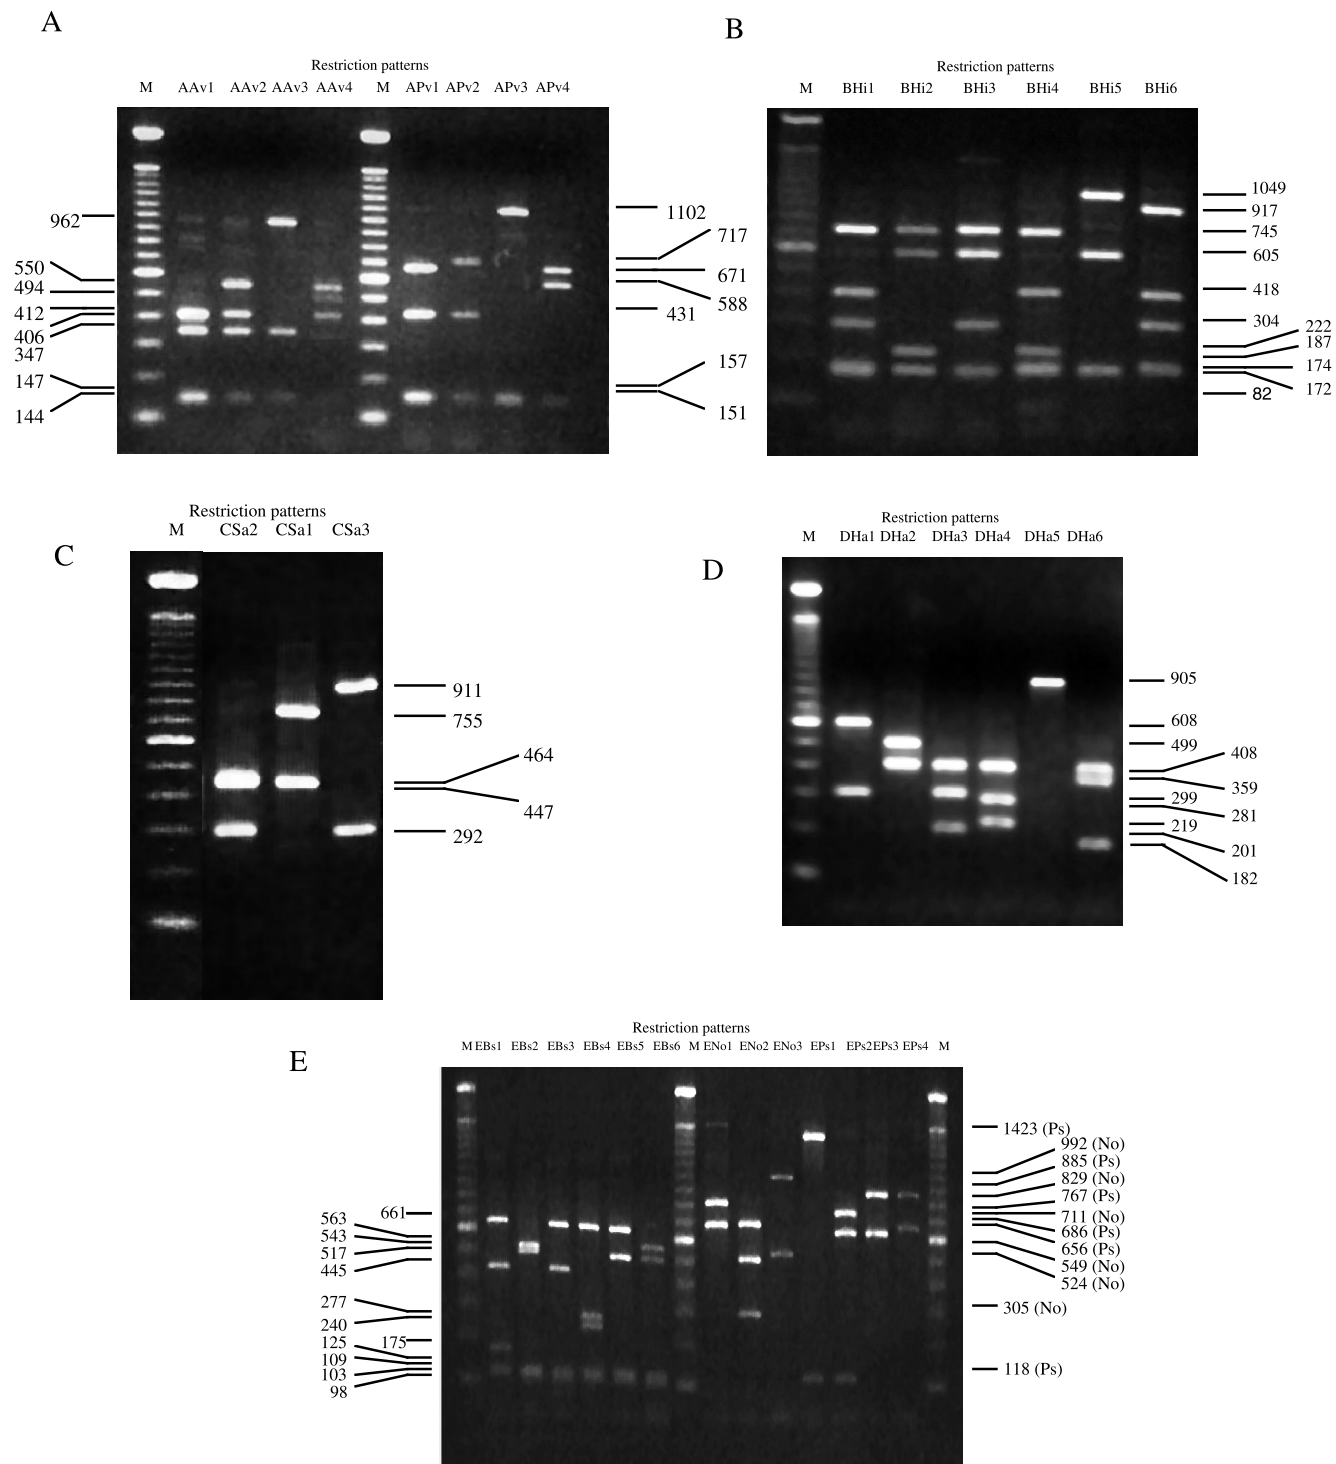 A
Restriction patterns
M AAv1 AAv2 AAv3 AAv4 M APv1 APv2 APv3 APv4
962
550
494
412
406
347
147
144
1102
717
671
588
431
157
151
B
Restriction patterns
M BHi1 BHi2 BHi3 BHi4 BHi5 BHi6
1049
917
745
605
418
304
222
187
174
172
82
C
Restriction patterns
M CSa2 CSa1 CSa3
911
755
464
447
292
D
Restriction patterns
M DHa1 DHa2 DHa3 DHa4 DHa5 DHa6
905
608
499
408
359
299
281
219
201
182
E
Restriction patterns
M EBs1 EBs2 EBs3 EBs4 EBs5 EBs6 M ENo1 ENo2 ENo3 EPs1 EPs2 EPs3 EPs4 M
661
563
543
517
445
277
240
175
125
109
103
98
1423 (Ps)
992 (No)
885 (Ps)
829 (No)
767 (Ps)
711 (No)
686 (Ps)
656 (Ps)
549 (No)
524 (No)
305 (No)
118 (Ps)